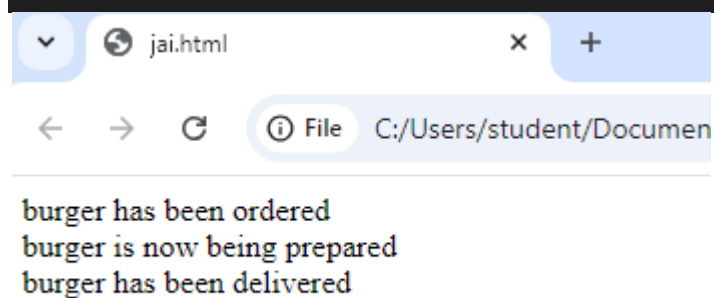 jai.html
File C:/Users/student/Documen
burger has been ordered
burger is now being prepared
burger has been delivered